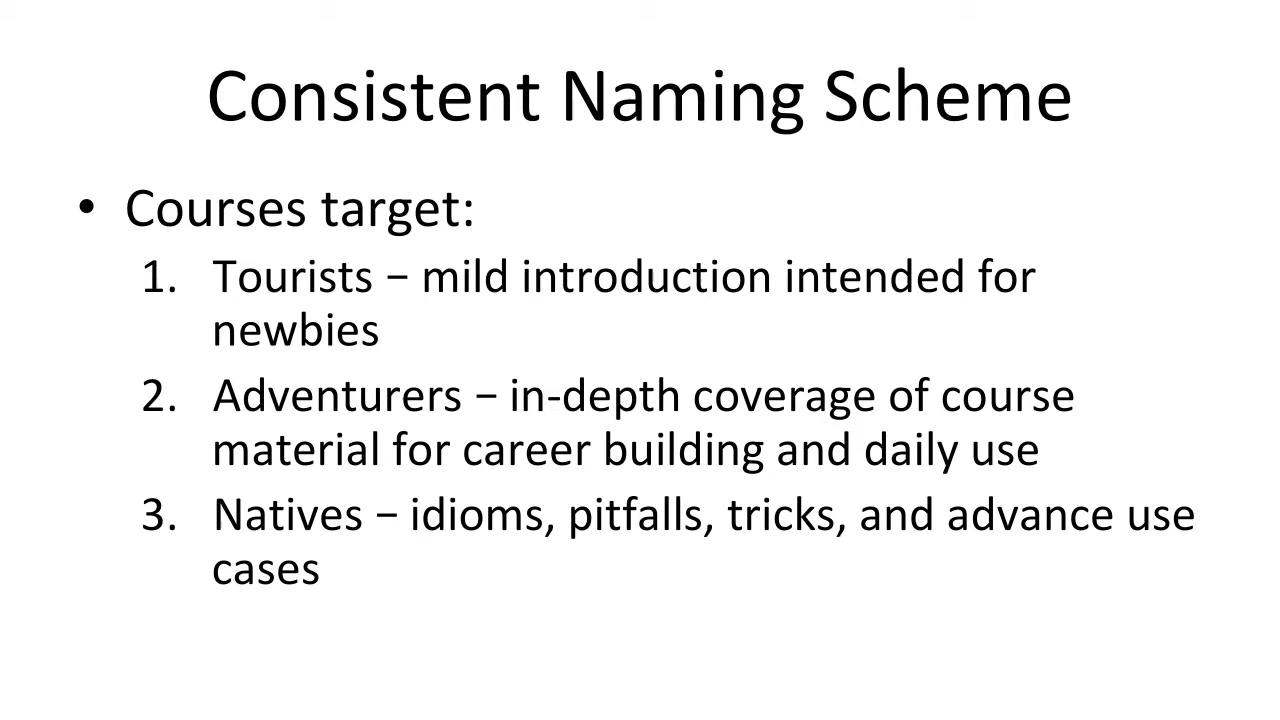 Consistent Naming Scheme
• Courses target:
1. Tourists – mild introduction intended for
newbies
2. Adventurers – in-depth coverage of course
material for career building and daily use
3. Natives – idioms, pitfalls, tricks, and advance use
cases